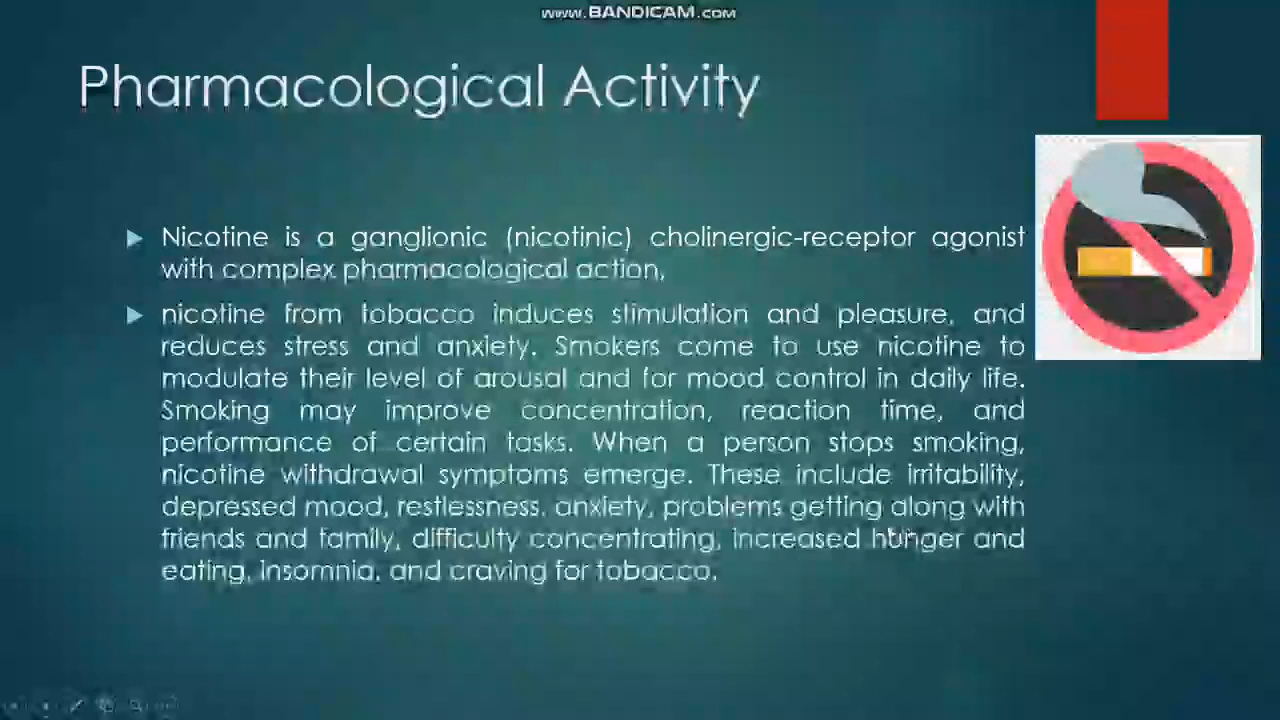 www.BANDICAM.com
Pharmacological Activity
Nicotine is a ganglionic (nicotinic) cholinergic-receptor agonist
with complex pharmacological action,
nicotine from tobacco induces stimulation and pleasure, and
reduces stress and anxiety. Smokers come to use nicotine to
modulate their level of arousal and for mood control in daily life.
Smoking may improve concentration, reaction time, and
performance of certain tasks. When a person stops smoking,
nicotine withdrawal symptoms emerge. These include irritability,
depressed mood, restlessness, anxiety, problems getting along with
friends and family, difficulty concentrating, increased hunger and
eating, insomnia, and craving for tobacco.